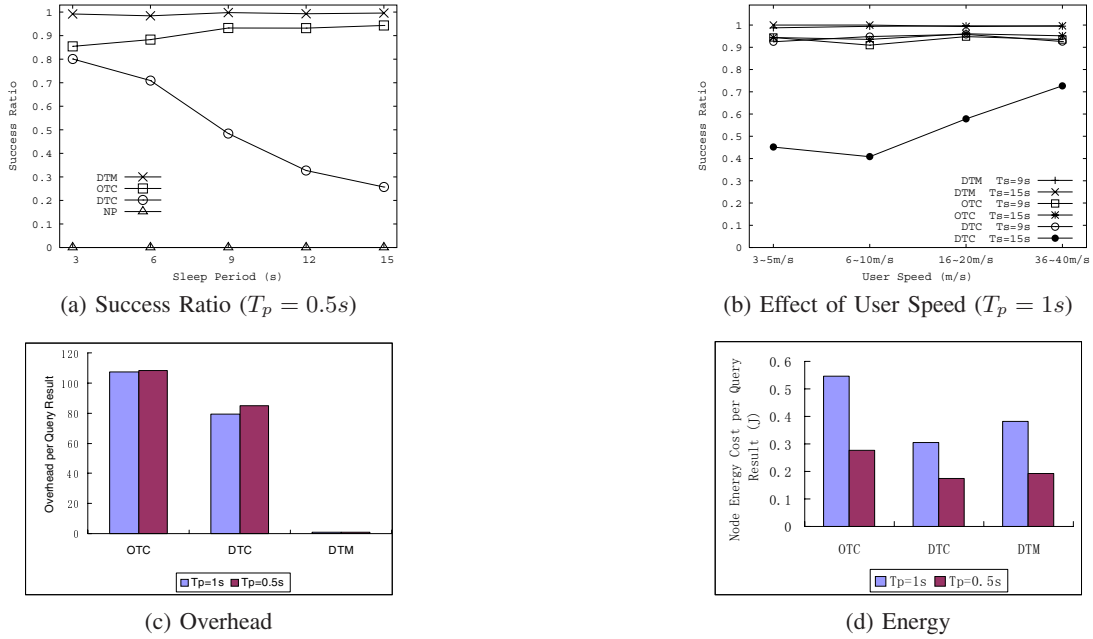 1
0.9
0.8
0.7
0.6
0.5
0.4
0.3
0.2
0.1
0
Success Ratio
DTM
OTC
DTC
NP
3 6 9 12 15
Sleep Period (s)
(a) Success Ratio (T_p = 0.5s)
1
0.9
0.8
0.7
0.6
0.5
0.4
0.3
0.2
0.1
0
Success Ratio
DTM Ts=9s
DTM Ts=15s
OTC Ts=9s
OTC Ts=15s
DTC Ts=9s
DTC Ts=15s
3~5m/s 6~10m/s 16~20m/s 36~40m/s
User Speed (m/s)
(b) Effect of User Speed (T_p = 1s)
120
100
80
60
40
20
0
Overhead per Query Result
OTC DTC DTM
Tp=1s Tp=0.5s
(c) Overhead
0.6
0.5
0.4
0.3
0.2
0.1
0
Node Energy Cost per Query
Result (J)
OTC DTC DTM
Tp=1s Tp=0.5s
(d) Energy